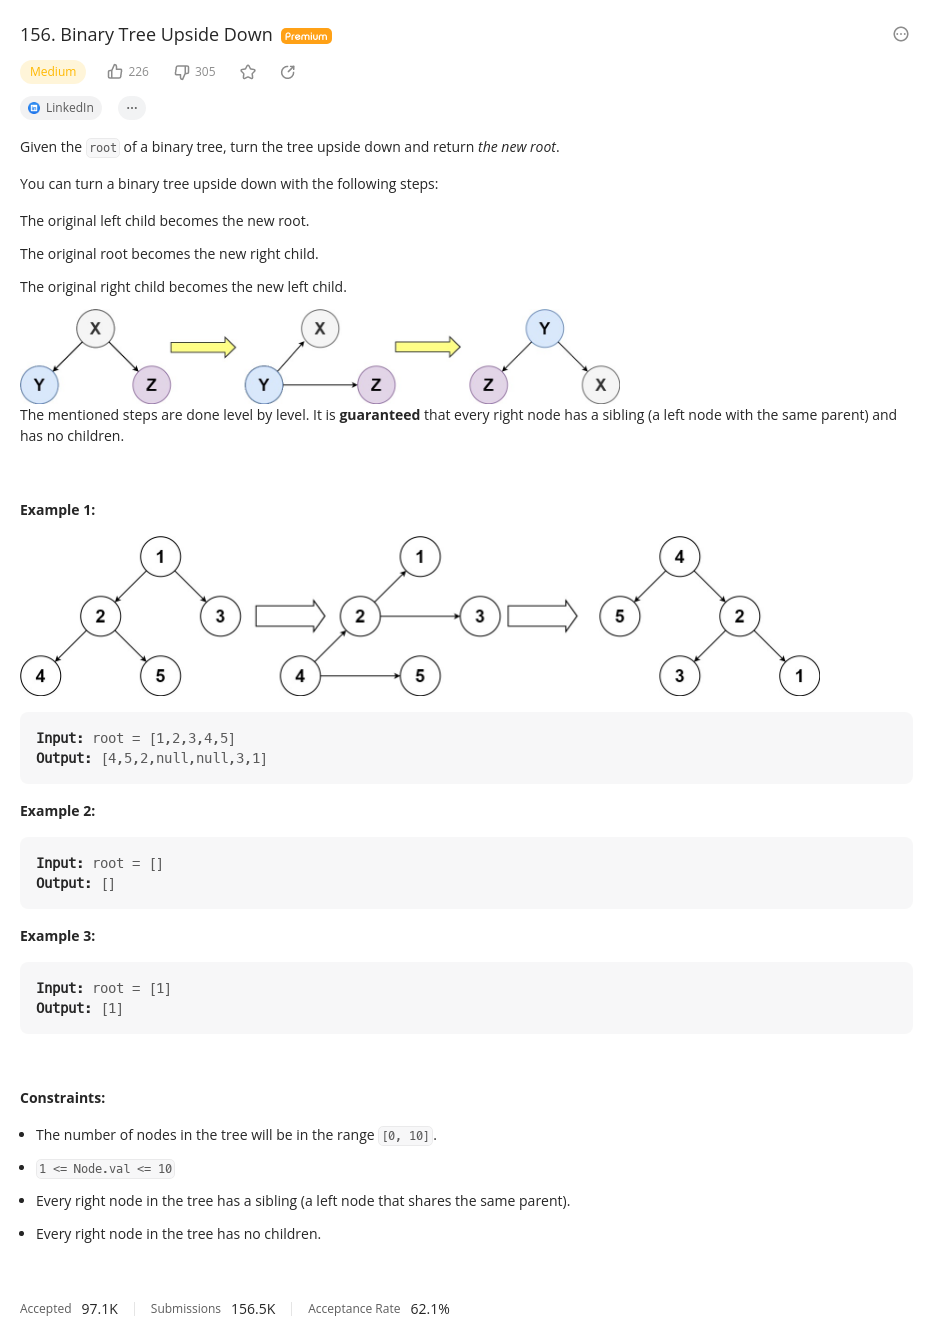 156. Binary Tree Upside Down Premium
Medium 226 305
LinkedIn ...
Given the root of a binary tree, turn the tree upside down and return the new root.
You can turn a binary tree upside down with the following steps:
The original left child becomes the new root.
The original root becomes the new right child.
The original right child becomes the new left child.
X X Y
Y Z Y Z Z X
The mentioned steps are done level by level. It is guaranteed that every right node has a sibling (a left node with the same parent) and
has no children.
Example 1:
1 1 4
2 3 2 3 5 2
4 5 4 5 3 1
Input: root = [1,2,3,4,5]
Output: [4,5,2,null,null,3,1]
Example 2:
Input: root = []
Output: []
Example 3:
Input: root = [1]
Output: [1]
Constraints:
• The number of nodes in the tree will be in the range [0, 10].
• 1 <= Node.val <= 10
• Every right node in the tree has a sibling (a left node that shares the same parent).
• Every right node in the tree has no children.
Accepted 97.1K Submissions 156.5K Acceptance Rate 62.1%